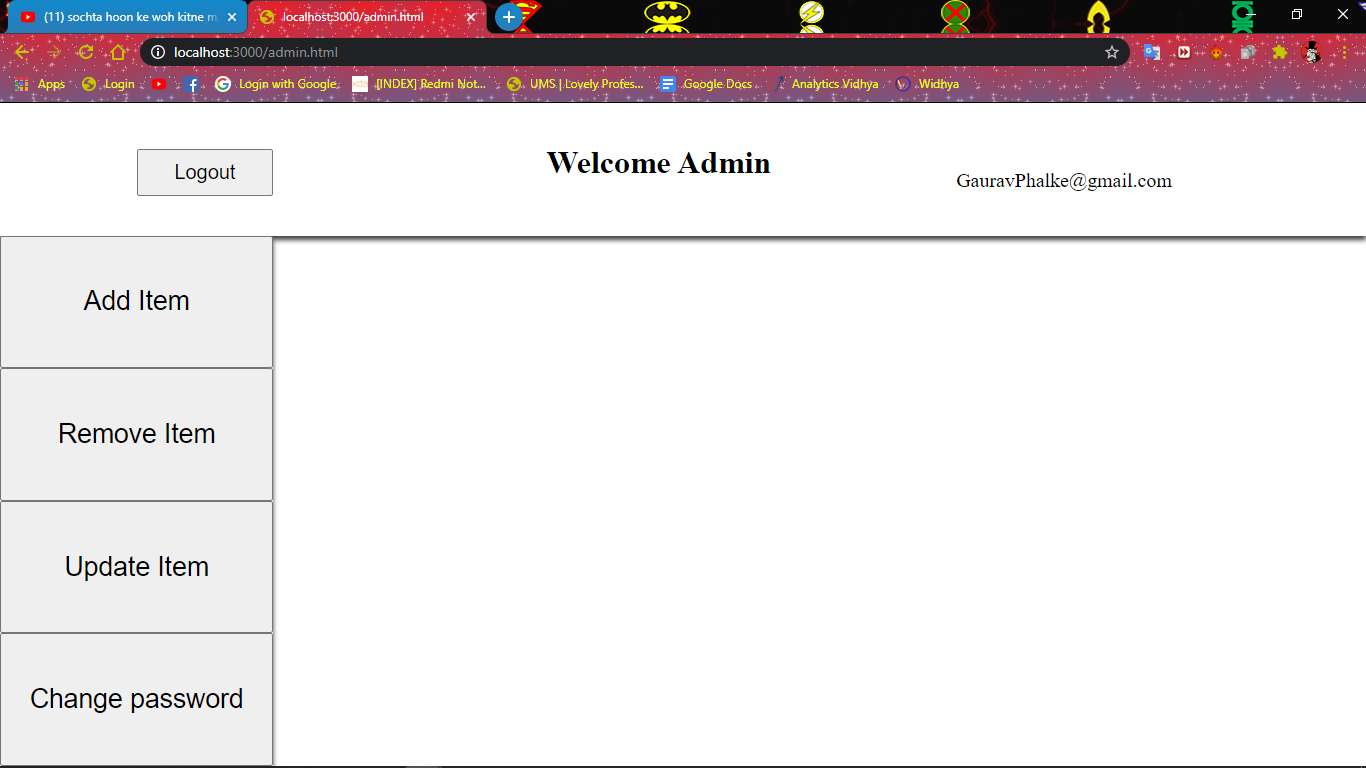 (11) sochta hoon ke woh kitne m
localhost:3000/admin.html
localhost:3000/admin.html
Apps Login Login with Google [INDEX] Redmi Not... UMS | Lovely Profes... Google Docs Analytics Vidhya Widhya
Logout Welcome Admin GauravPhalke@gmail.com
Add Item
Remove Item
Update Item
Change password